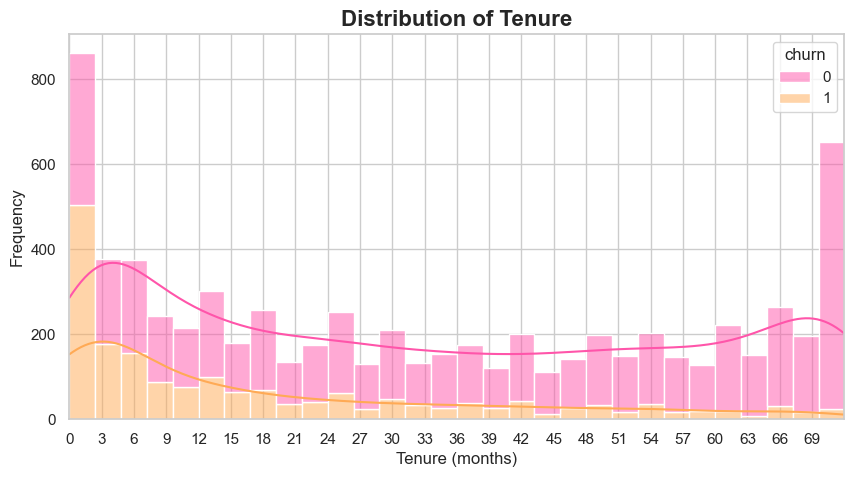 Distribution of Tenure
churn
0
1
800
600
400
200
0
Frequency
0 3 6 9 12 15 18 21 24 27 30 33 36 39 42 45 48 51 54 57 60 63 66 69
Tenure (months)